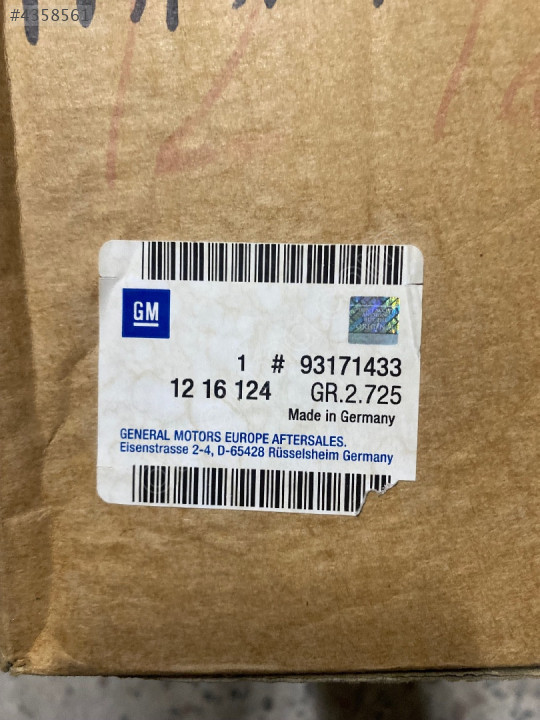 #4358561
12
GM
1 # 93171433
12 16 124 GR.2.725
Made in Germany
GENERAL MOTORS EUROPE AFTERSALES.
Eisenstrasse 2-4, D-65428 Rüsselsheim Germany